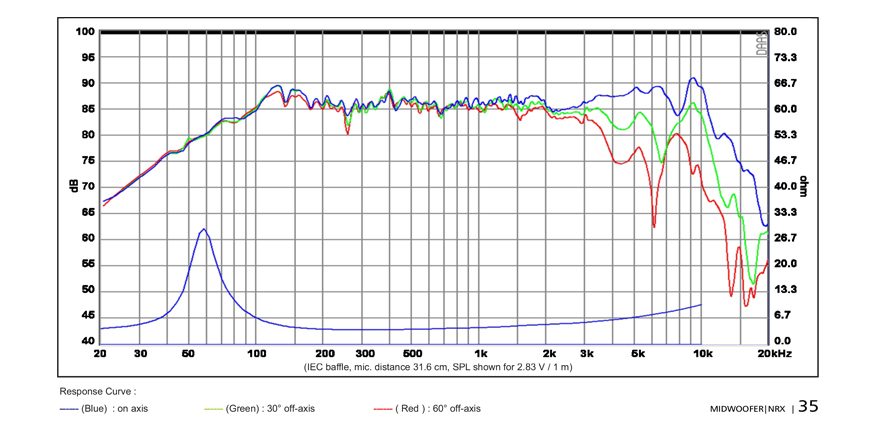 100 80.0
DAAS
95 73.3
90 66.7
85 60.0
80 53.3
75 46.7
dB 70 40.0 ohm
65 33.3
60 26.7
55 20.0
50 13.3
45 6.7
40 0.0
20 30 50 100 200 300 500 1k 2k 3k 5k 10k 20kHz
(IEC baffle, mic. distance 31.6 cm, SPL shown for 2.83 V / 1 m)
Response Curve :
(Blue) : on axis (Green) : 30° off-axis ( Red ) : 60° off-axis MIDWOOFER|NRX | 35